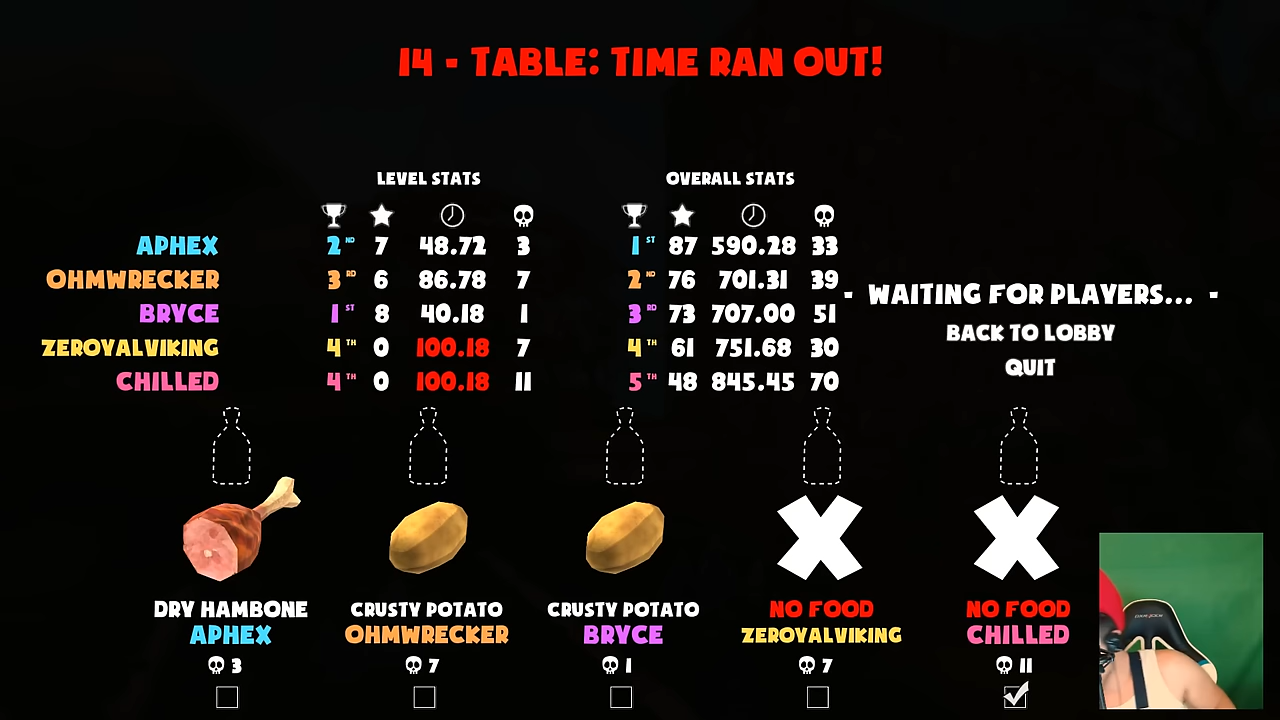 14 - TABLE: TIME RAN OUT!
LEVEL STATS OVERALL STATS
APHEX 2ND 7 48.72 3 1ST 87 590.28 33
OHMWRECKER 3RD 6 86.78 7 2ND 76 701.31 39
BRYCE 1ST 8 40.18 1 3RD 73 707.00 51
ZEROYALVIKING 4TH 0 100.18 7 4TH 61 751.68 30
CHILLED 4TH 0 100.18 11 5TH 48 845.45 70
- WAITING FOR PLAYERS... -
BACK TO LOBBY
QUIT
DRY HAMBONE CRUSTY POTATO CRUSTY POTATO NO FOOD NO FOOD
APHEX OHMWRECKER BRYCE ZEROYALVIKING CHILLED
3 7 1 7 11